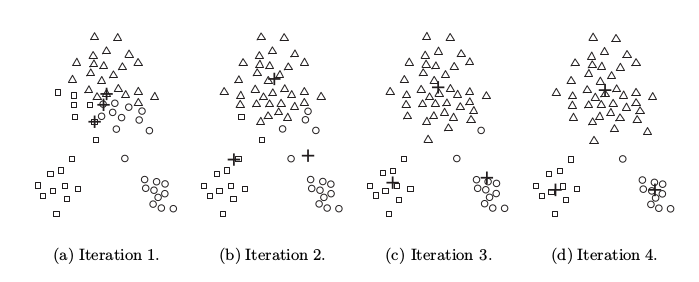 (a) Iteration 1.
(b) Iteration 2.
(c) Iteration 3.
(d) Iteration 4.